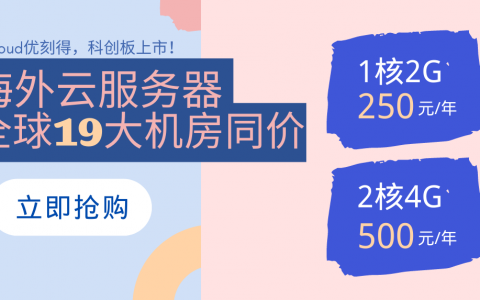 oud优刻得，科创板上市！
海外云服务器
全球19大机房同价
立即抢购
1核2G
250元/年
2核4G
500元/年